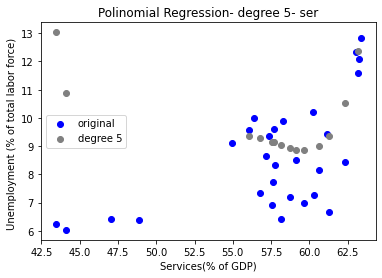 Polinomial Regression- degree 5- ser
Unemployment (% of total labor force)
13
12
11
10
9
8
7
6
original
degree 5
42.5 45.0 47.5 50.0 52.5 55.0 57.5 60.0 62.5
Services(% of GDP)